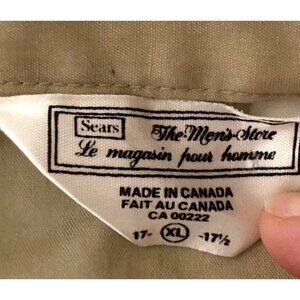 Sears The Men's Store
Le magasin pour homme
MADE IN CANADA
FAIT AU CANADA
CA 00222
17- XL -17½